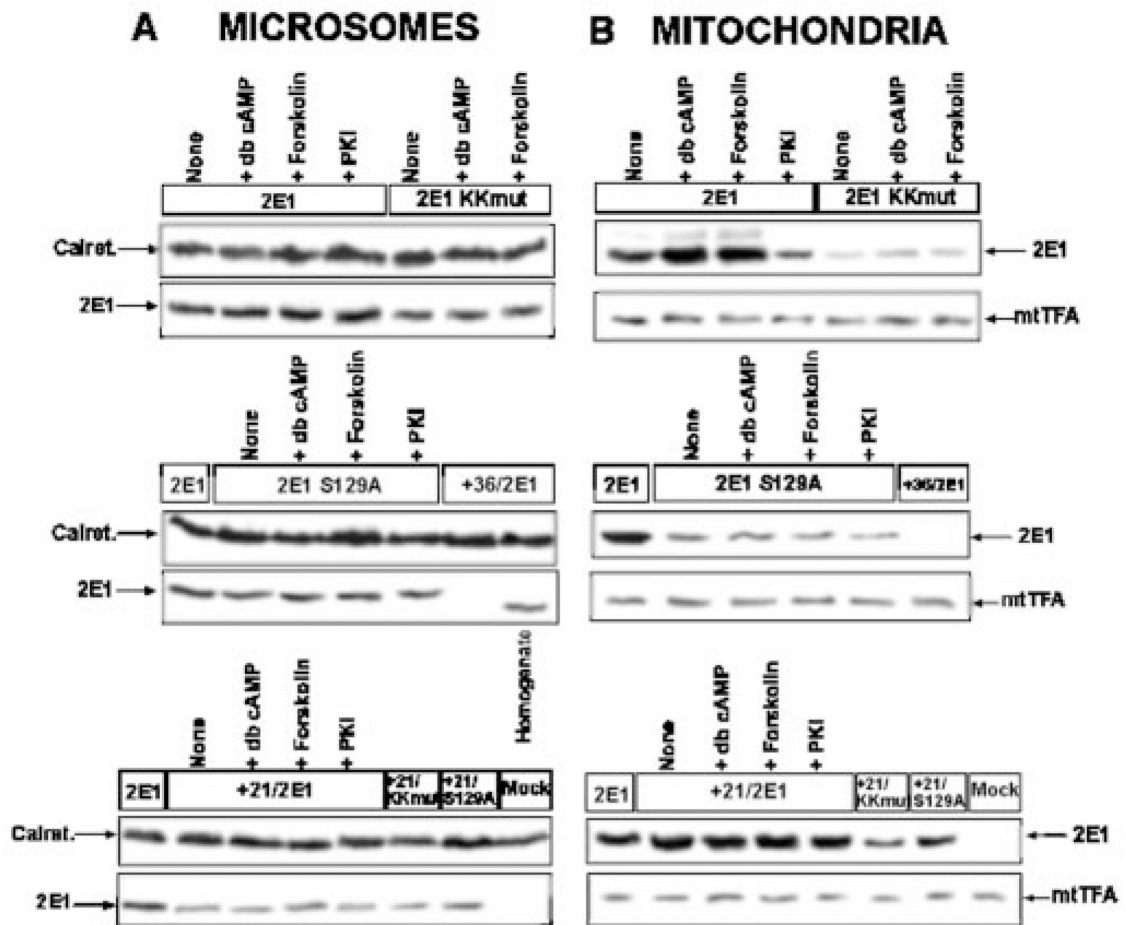 A MICROSOMES
None
+ db cAMP
+ Forskolin
+ PKI
None
+ db cAMP
+ Forskolin
2E1
2E1 KKmut
Calret.
2E1
None
+ db cAMP
+ Forskolin
+ PKI
2E1
2E1 S129A
+36/2E1
Calret.
2E1
Homogenate
None
+ db cAMP
+ Forskolin
+ PKI
2E1
+21/2E1
+21/
KKmut
+21/
S129A
Mock
Calret.
2E1
B MITOCHONDRIA
None
+ db cAMP
+ Forskolin
+ PKI
None
+ db cAMP
+ Forskolin
2E1
2E1 KKmut
2E1
mtTFA
None
+ db cAMP
+ Forskolin
+ PKI
2E1
2E1 S129A
+36/2E1
2E1
mtTFA
None
+ db cAMP
+ Forskolin
+ PKI
2E1
+21/2E1
+21/
KKmut
+21/
S129A
Mock
2E1
mtTFA